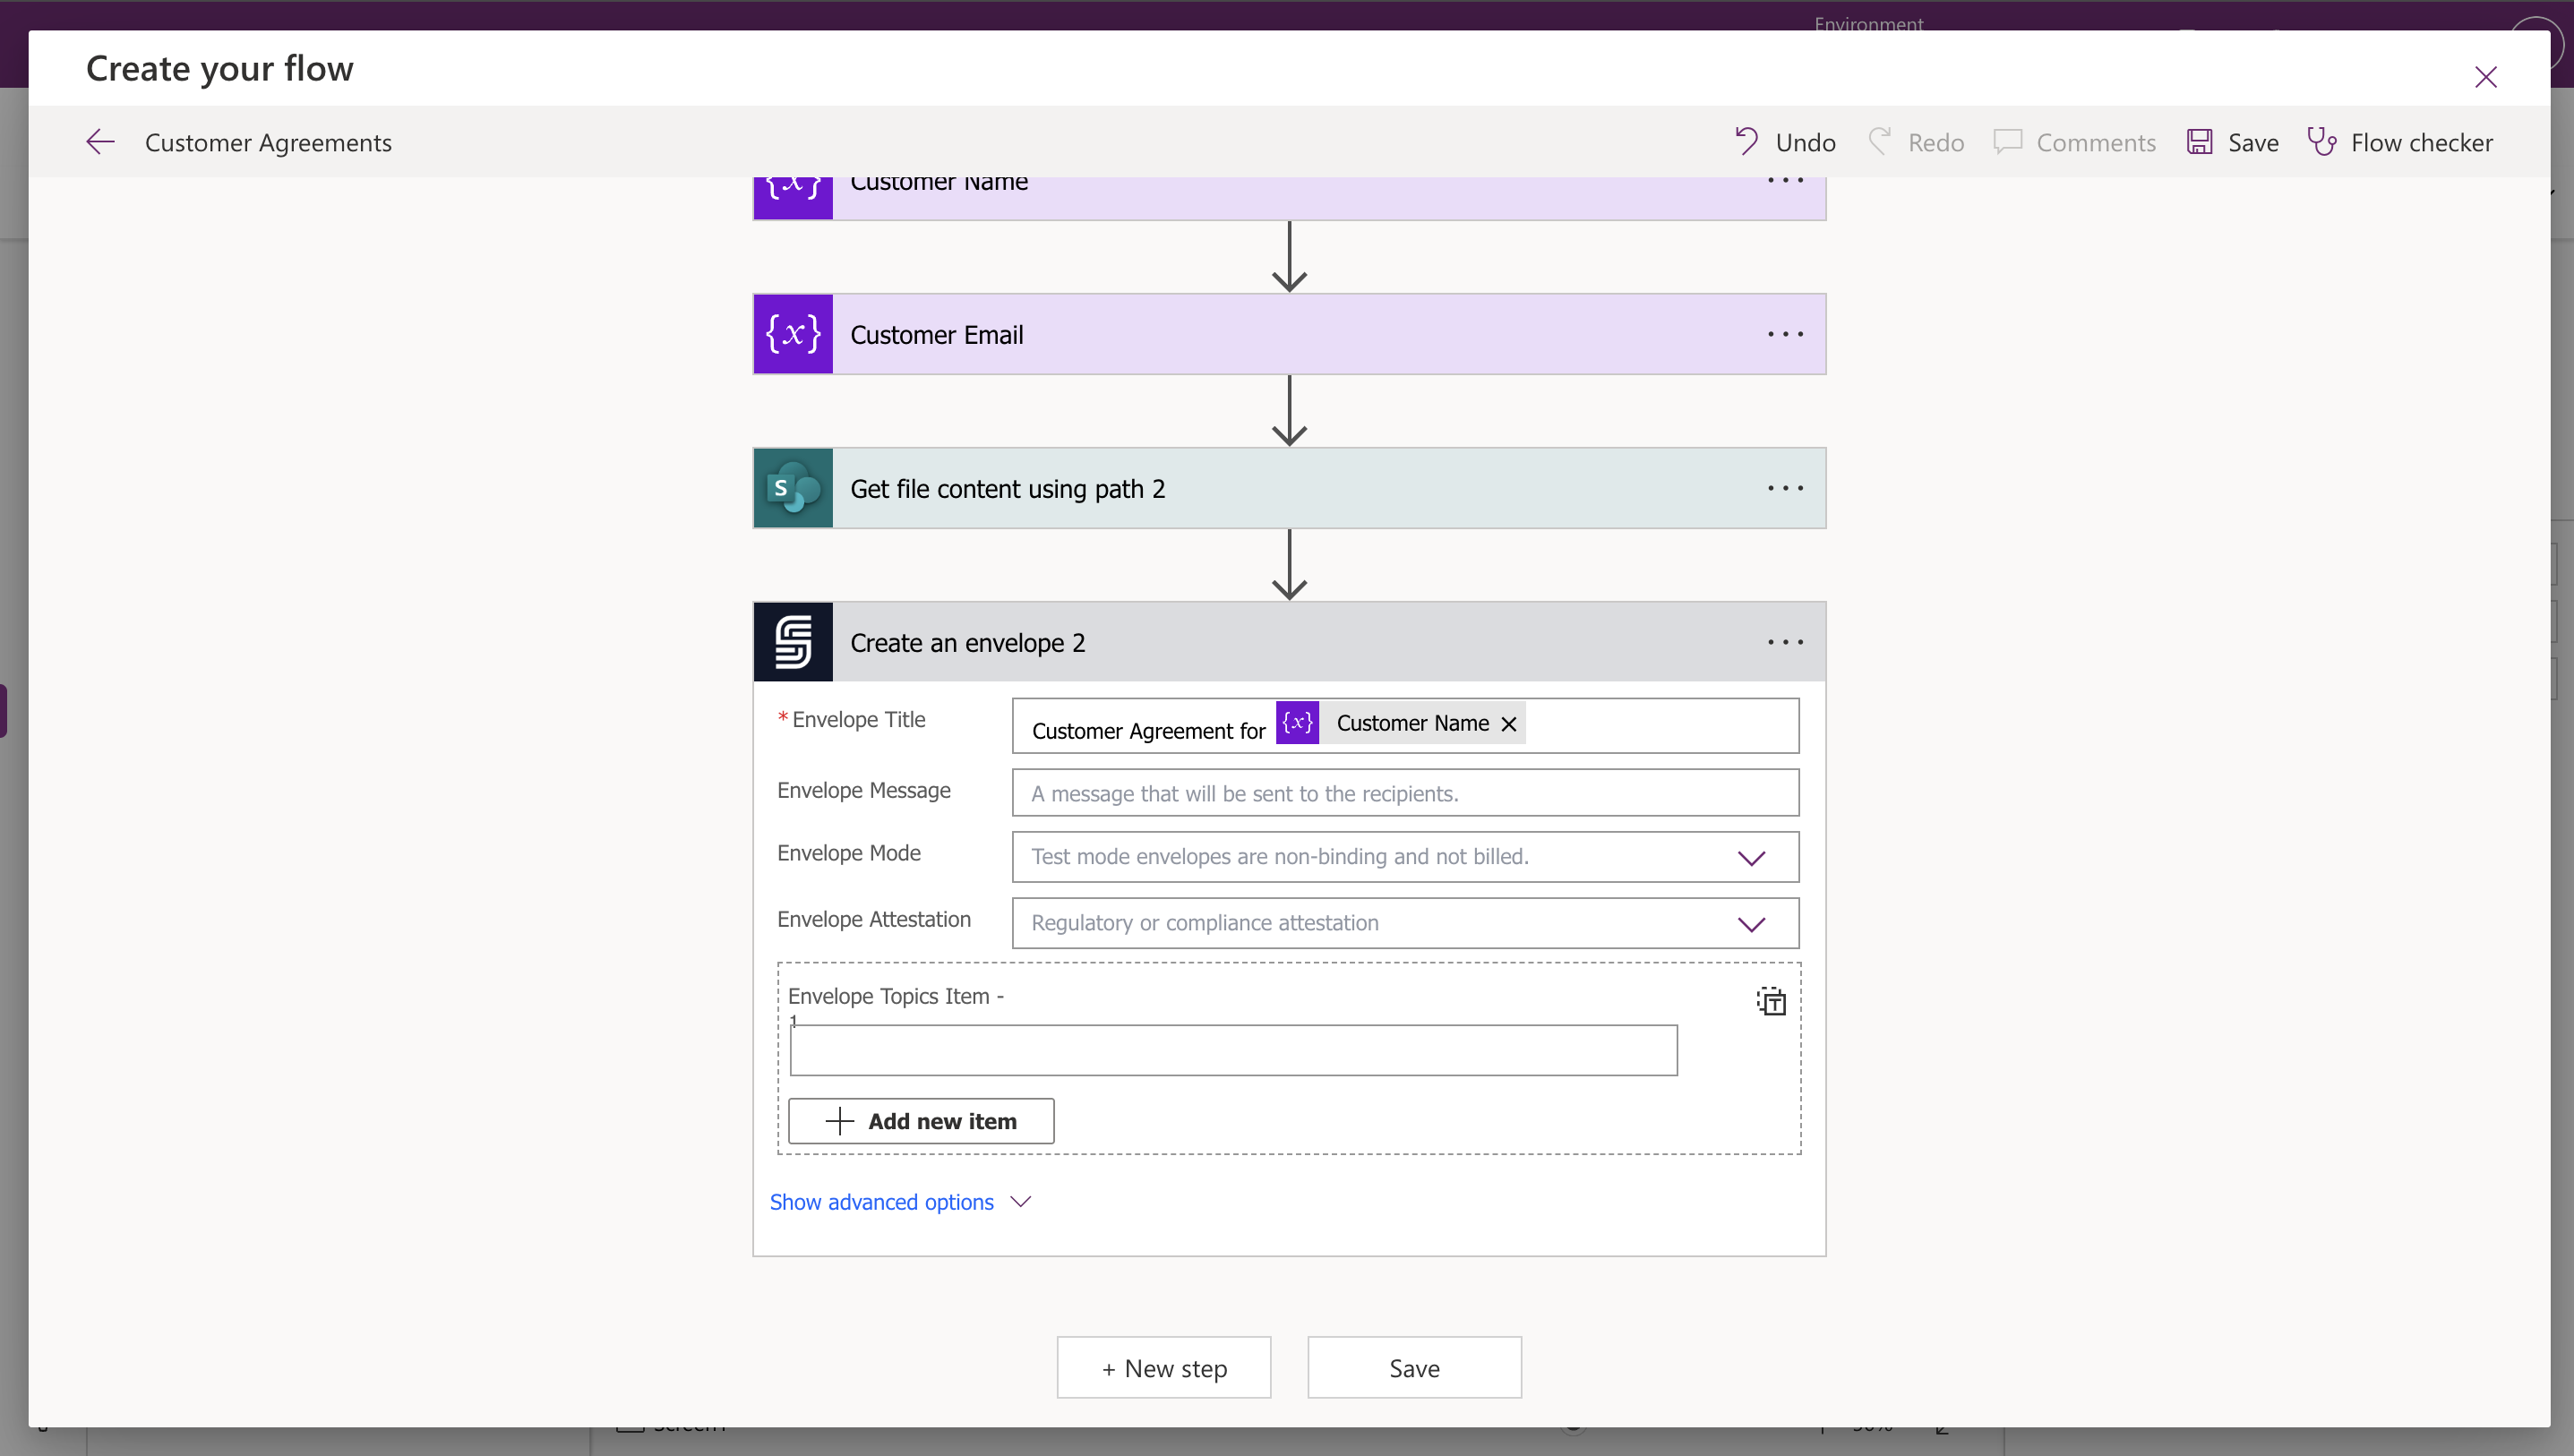 Environment
Create your flow
Customer Agreements
Undo
Redo
Comments
Save
Flow checker
{x} Customer Name
{x} Customer Email
S Get file content using path 2
Create an envelope 2
* Envelope Title
Customer Agreement for {x} Customer Name
Envelope Message
A message that will be sent to the recipients.
Envelope Mode
Test mode envelopes are non-binding and not billed.
Envelope Attestation
Regulatory or compliance attestation
Envelope Topics Item -
1
T
+ Add new item
Show advanced options
+ New step
Save